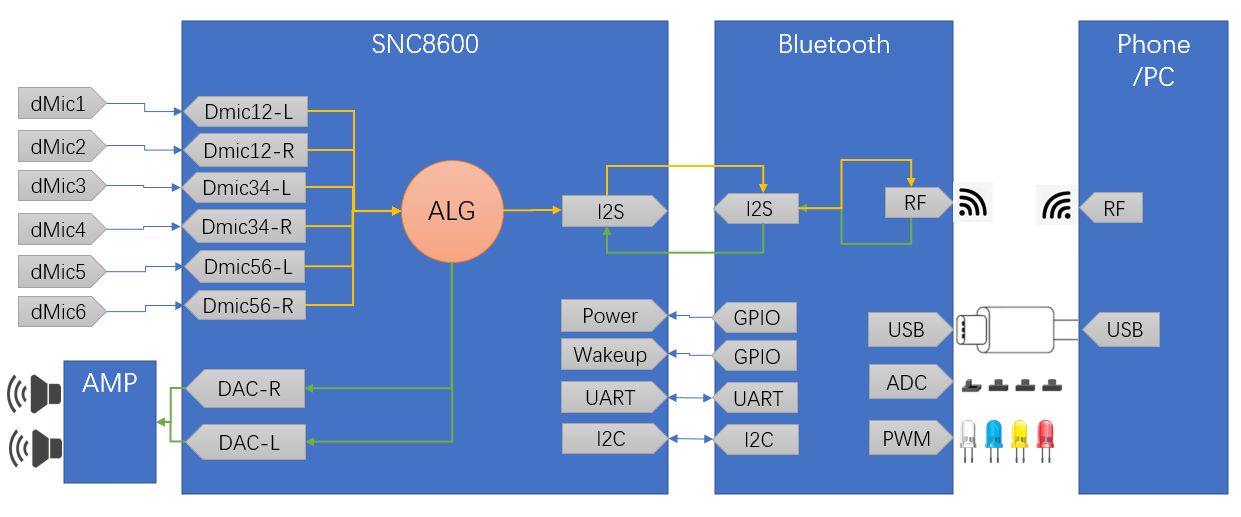 SNC8600
Bluetooth
Phone
/PC
dMic1
dMic2
dMic3
dMic4
dMic5
dMic6
Dmic12-L
Dmic12-R
Dmic34-L
Dmic34-R
Dmic56-L
Dmic56-R
ALG
I2S
I2S
RF
RF
Power
GPIO
Wakeup
GPIO
UART
UART
I2C
I2C
USB
USB
ADC
PWM
AMP
DAC-R
DAC-L